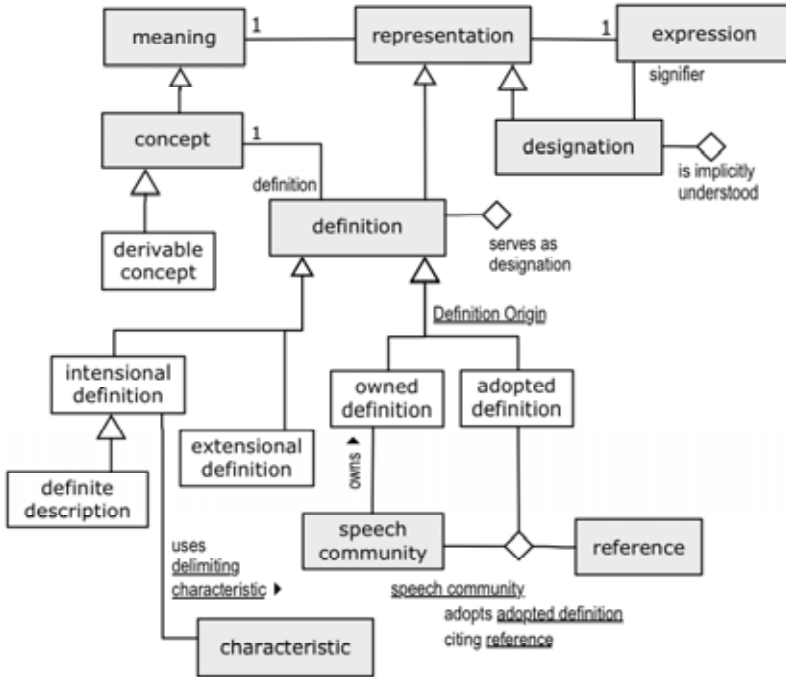 meaning
1
representation
1
expression
signifier
concept
1
designation
is implicitly
understood
definition
definition
serves as
designation
derivable
concept
Definition Origin
intensional
definition
owned
definition
adopted
definition
extensional
definition
owns
definite
description
speech
community
reference
uses
delimiting
characteristic
speech community
adopts adopted definition
citing reference
characteristic